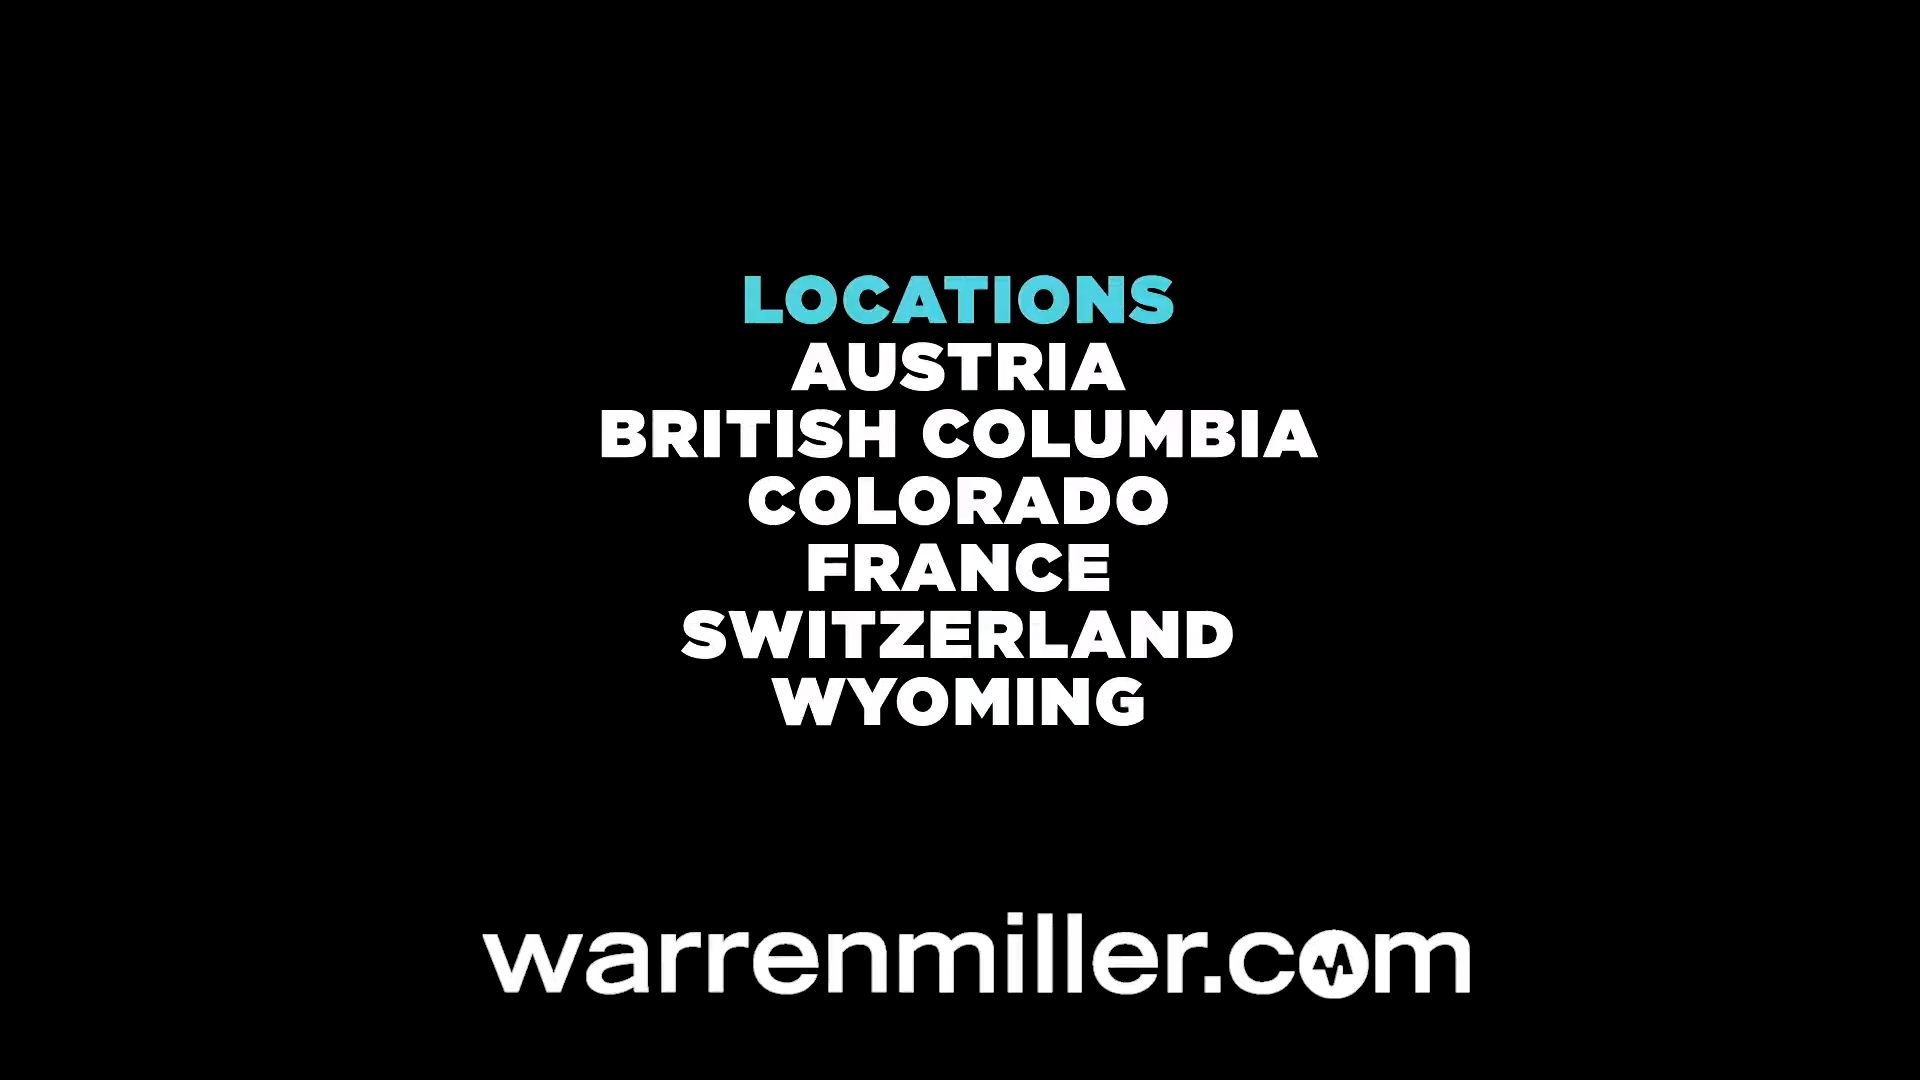 LOCATIONS
AUSTRIA
BRITISH COLUMBIA
COLORADO
FRANCE
SWITZERLAND
WYOMING
warrenmiller.com